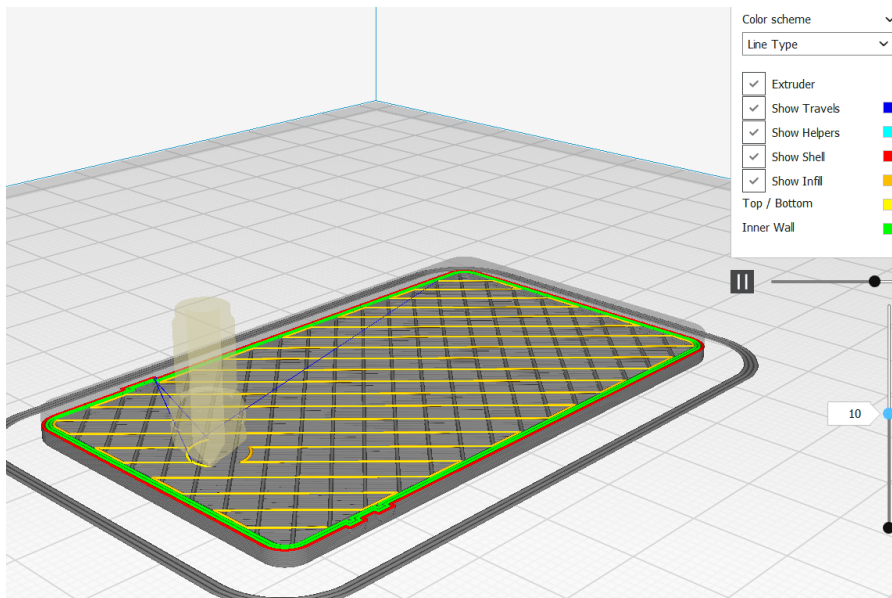 Color scheme
Line Type
Extruder
Show Travels
Show Helpers
Show Shell
Show Infill
Top / Bottom
Inner Wall
10